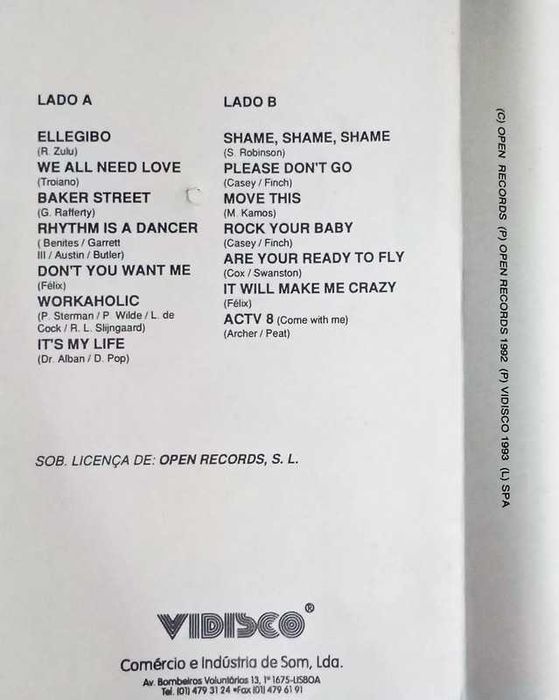 LADO A
ELLEGIBO
(R. Zulu)
WE ALL NEED LOVE
(Troiano)
BAKER STREET
(G. Rafferty)
RHYTHM IS A DANCER
( Benites / Garrett
III / Austin / Butler)
DON'T YOU WANT ME
(Félix)
WORKAHOLIC
(P. Sterman / P. Wilde / L. de
Cock / R. L. Slijngaard)
IT'S MY LIFE
(Dr. Alban / D. Pop)
LADO B
SHAME, SHAME, SHAME
(S. Robinson)
PLEASE DON'T GO
(Casey / Finch)
MOVE THIS
(M. Kamos)
ROCK YOUR BABY
(Casey / Finch)
ARE YOUR READY TO FLY
(Cox / Swanston)
IT WILL MAKE ME CRAZY
(Félix)
ACTV 8 (Come with me)
(Archer / Peat)
SOB. LICENÇA DE: OPEN RECORDS, S. L.
VIDISCO®
Comércio e Indústria de Som, Lda.
Av. Bombeiros Voluntários 13, 1º 1675-LISBOA
Tel. (01) 479 31 24 •Fax (01) 479 61 91
(C) OPEN RECORDS (P) OPEN RECORDS 1992 (P) VIDISCO 1993 (L) SPA